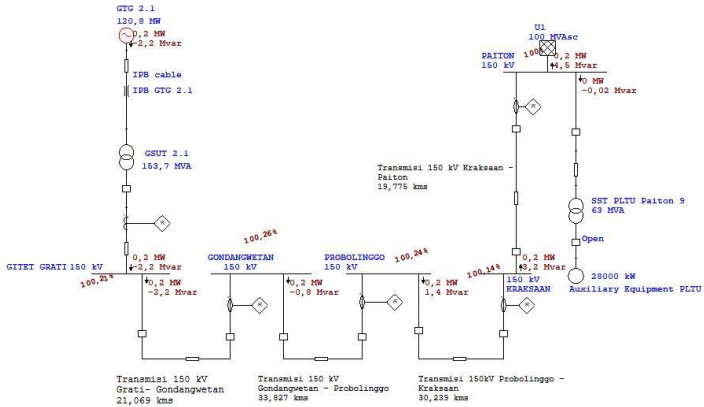 GTG 2.1
120,8 MW
0,2 MW
-2,2 Mvar
IPB cable
IPB GTG 2.1
GSUT 2.1
153,7 MVA
R
0,2 MW
-2,2 Mvar
GITET GRATI 150 kV
100,21%
0,2 MW
-2,2 Mvar
100,26%
GONDANGWETAN
150 kV
0,2 MW
-0,8 Mvar
R
PROBOLINGGO
150 kV
100,24%
0,2 MW
1,4 Mvar
R
100,14%
0,2 MW
3,2 Mvar
150 kV
KRAKSAAN
R
U1
100 MVAsc
PAITON
150 kV
100%
0,2 MW
4,5 Mvar
0 MW
-0,02 Mvar
R
Transmisi 150 kV Kraksaan -
Paiton
19,775 kms
SST PLTU Paiton 9
63 MVA
Open
28000 kW
Auxiliary Equipment PLTU
Transmisi 150 kV
Grati- Gondangwetan
21,069 kms
Transmisi 150 kV
Gondangwetan - Probolinggo
33,827 kms
Transmisi 150kV Probolinggo -
Kraksaan
30,239 kms